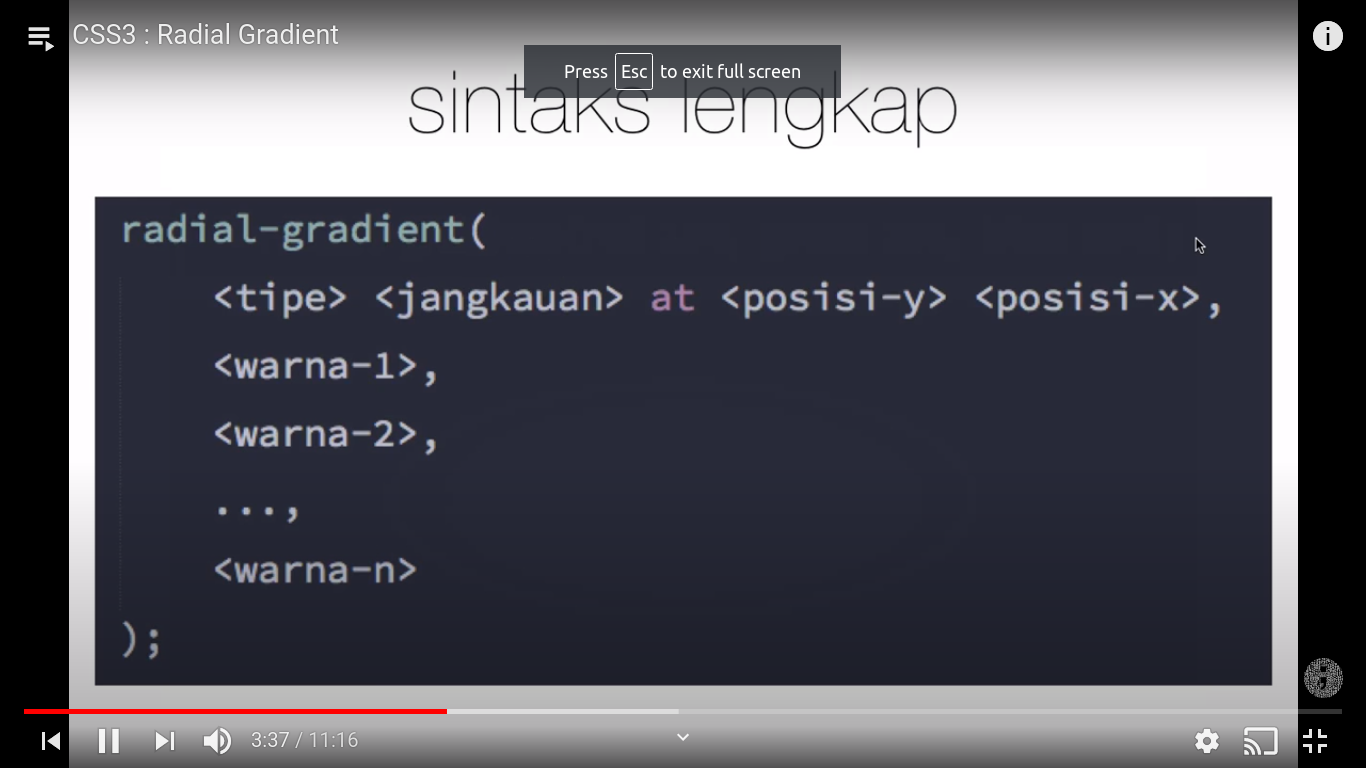 CSS3 : Radial Gradient
Press Esc to exit full screen
sintaks lengkap
radial-gradient(
<tipe> <jangkauan> at <posisi-y> <posisi-x>,
<warna-1>,
<warna-2>,
...,
<warna-n>
);
3:37 / 11:16